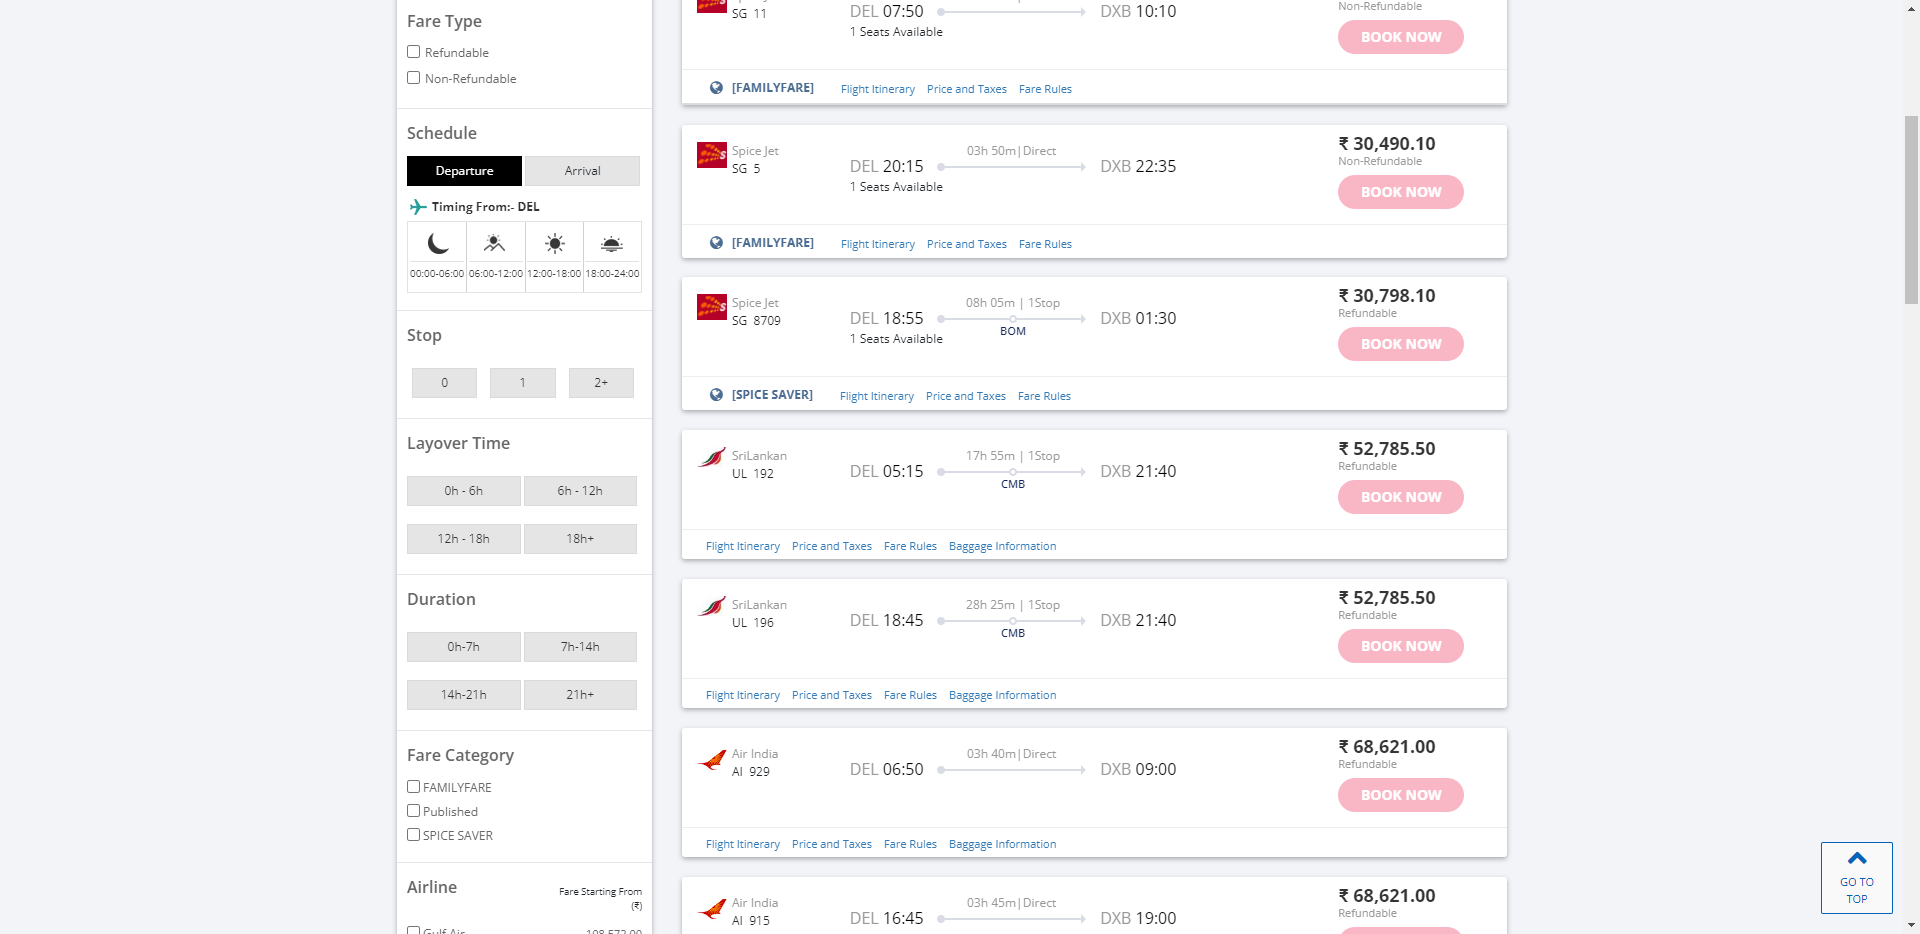 Fare Type
Refundable
Non-Refundable
Schedule
Departure Arrival
Timing From:- DEL
00:00-06:00 06:00-12:00 12:00-18:00 18:00-24:00
Stop
0 1 2+
Layover Time
0h - 6h 6h - 12h
12h - 18h 18h+
Duration
0h-7h 7h-14h
14h-21h 21h+
Fare Category
FAMILYFARE
Published
SPICE SAVER
Airline Fare Starting From
(₹)
Gulf Air 108,572.00
SG 11 DEL 07:50 DXB 10:10
Non-Refundable
1 Seats Available
BOOK NOW
[FAMILYFARE] Flight Itinerary Price and Taxes Fare Rules
Spice Jet 03h 50m|Direct ₹ 30,490.10
SG 5 DEL 20:15 DXB 22:35 Non-Refundable
1 Seats Available BOOK NOW
[FAMILYFARE] Flight Itinerary Price and Taxes Fare Rules
Spice Jet 08h 05m | 1Stop ₹ 30,798.10
SG 8709 DEL 18:55 DXB 01:30 Refundable
1 Seats Available BOM BOOK NOW
[SPICE SAVER] Flight Itinerary Price and Taxes Fare Rules
SriLankan 17h 55m | 1Stop ₹ 52,785.50
UL 192 DEL 05:15 DXB 21:40 Refundable
CMB BOOK NOW
Flight Itinerary Price and Taxes Fare Rules Baggage Information
SriLankan 28h 25m | 1Stop ₹ 52,785.50
UL 196 DEL 18:45 DXB 21:40 Refundable
CMB BOOK NOW
Flight Itinerary Price and Taxes Fare Rules Baggage Information
Air India 03h 40m|Direct ₹ 68,621.00
AI 929 DEL 06:50 DXB 09:00 Refundable
BOOK NOW
Flight Itinerary Price and Taxes Fare Rules Baggage Information
Air India 03h 45m|Direct ₹ 68,621.00
AI 915 DEL 16:45 DXB 19:00 Refundable
GO TO
TOP